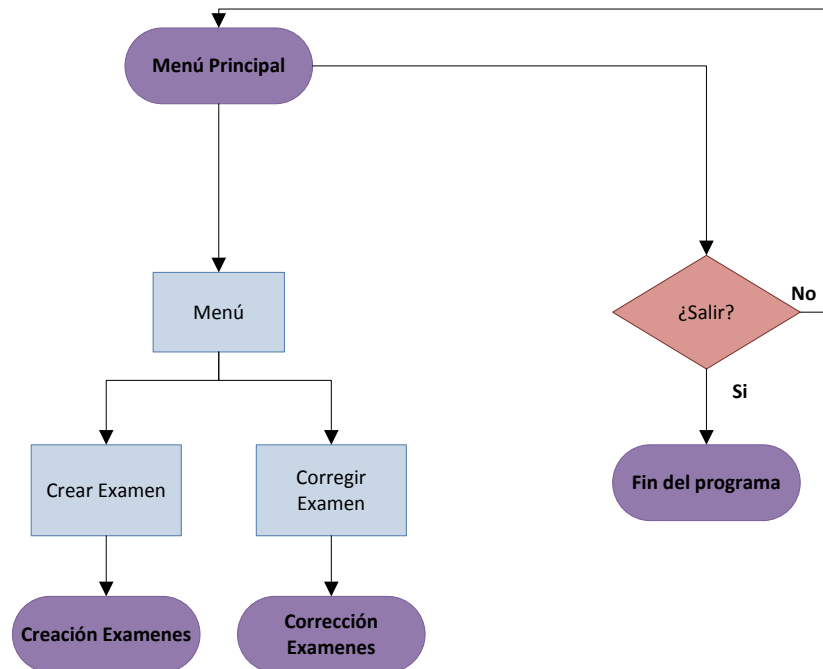 Menú Principal
Menú
¿Salir?
No
Si
Crear Examen
Corregir
Examen
Fin del programa
Creación Examenes
Corrección
Examenes